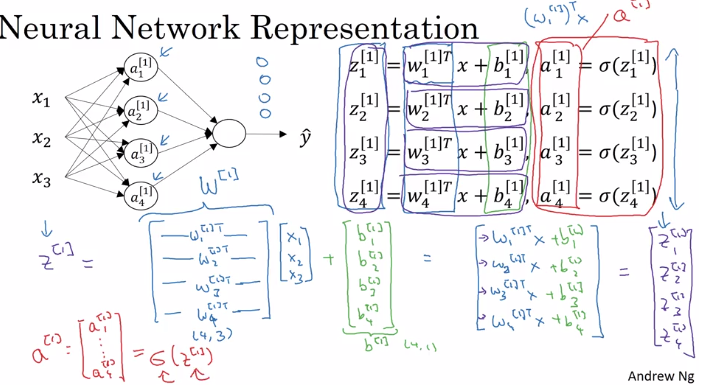 Neural Network Representation
(w₁^[1])^T x
a^[1]
x₁
x₂
x₃
a₁^[1]
a₂^[1]
a₃^[1]
a₄^[1]
ŷ
z₁^[1] = w₁^[1]T x + b₁^[1], a₁^[1] = σ(z₁^[1])
z₂^[1] = w₂^[1]T x + b₂^[1], a₂^[1] = σ(z₂^[1])
z₃^[1] = w₃^[1]T x + b₃^[1], a₃^[1] = σ(z₃^[1])
z₄^[1] = w₄^[1]T x + b₄^[1], a₄^[1] = σ(z₄^[1])
W^[1]
z^[1] =
w₁^[1]T
w₂^[1]T
w₃^[1]T
w₄^[1]T
(4,3)
x₁
x₂
x₃
+
b₁^[1]
b₂^[1]
b₃^[1]
b₄^[1]
b^[1] (4,1)
=
→ w₁^[1]T x + b₁^[1]
→ w₂^[1]T x + b₂^[1]
→ w₃^[1]T x + b₃^[1]
→ w₄^[1]T x + b₄^[1]
=
z₁^[1]
z₂^[1]
z₃^[1]
z₄^[1]
a^[1] = [a₁^[1] ⋮ a₄^[1]] = σ(z^[1])
Andrew Ng